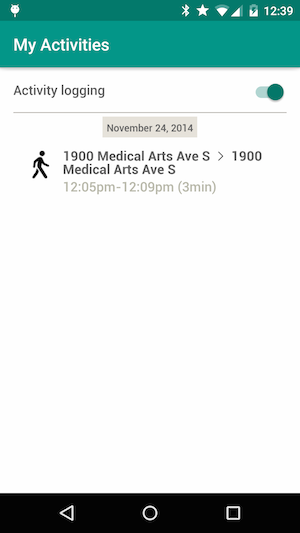 12:39
My Activities
Activity logging
November 24, 2014
1900 Medical Arts Ave S > 1900
Medical Arts Ave S
12:05pm-12:09pm (3min)